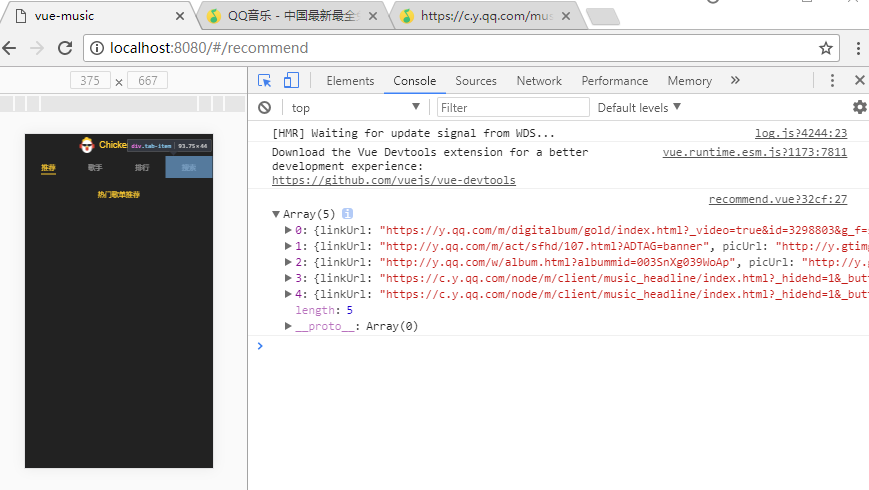 vue-music
QQ音乐 - 中国最新最全
https://c.y.qq.com/mus
localhost:8080/#/recommend
375 × 667
Elements Console Sources Network Performance Memory »
top Filter Default levels
[HMR] Waiting for update signal from WDS... log.js?4244:23
Download the Vue Devtools extension for a better vue.runtime.esm.js?1173:7811
development experience:
https://github.com/vuejs/vue-devtools
recommend.vue?32cf:27
Array(5) i
0: {linkUrl: "https://y.qq.com/m/digitalbum/gold/index.html?_video=true&id=3298803&g_f=
1: {linkUrl: "http://y.qq.com/m/act/sfhd/107.html?ADTAG=banner", picUrl: "http://y.gtimg
2: {linkUrl: "http://y.qq.com/w/album.html?albummid=003SnXg039WoAp", picUrl: "http://y.g
3: {linkUrl: "https://c.y.qq.com/node/m/client/music_headline/index.html?_hidehd=1&_but
4: {linkUrl: "https://c.y.qq.com/node/m/client/music_headline/index.html?_hidehd=1&_but
length: 5
__proto__: Array(0)
Chicke
div.tab-item 93.75×44
推荐 歌手 排行 搜索
热门歌单推荐